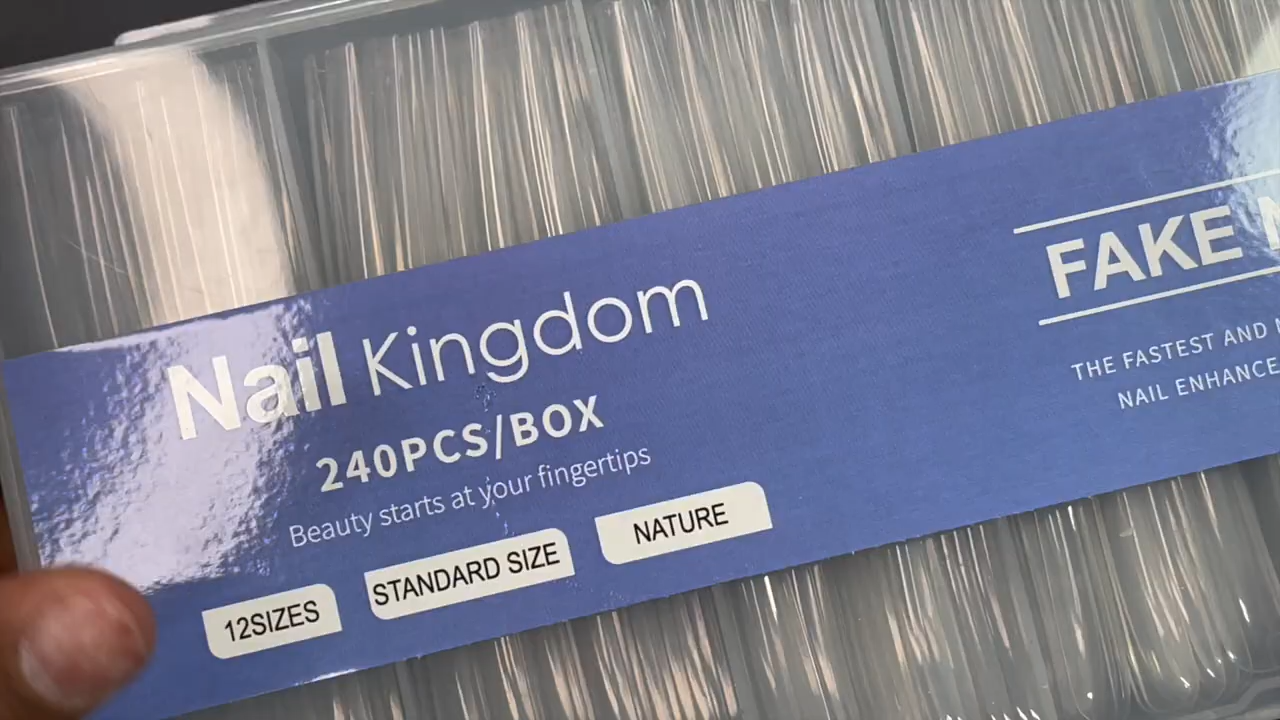 Nail Kingdom
240PCS/BOX
Beauty starts at your fingertips
12SIZES
STANDARD SIZE
NATURE
FAKE
THE FASTEST AND
NAIL ENHANCE